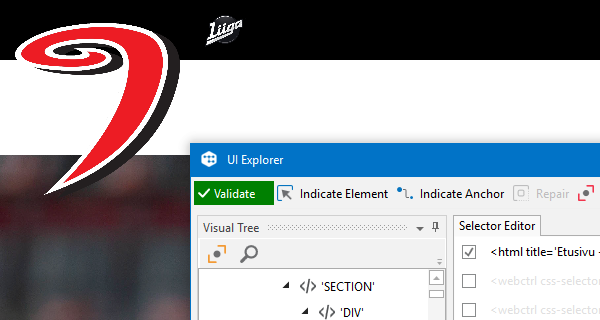 Liiga
UI Explorer
Validate Indicate Element Indicate Anchor Repair
Visual Tree
Selector Editor
<html title='Etusivu -
'SECTION'
<webctrl css-selector
'DIV'
<webctrl css-selector